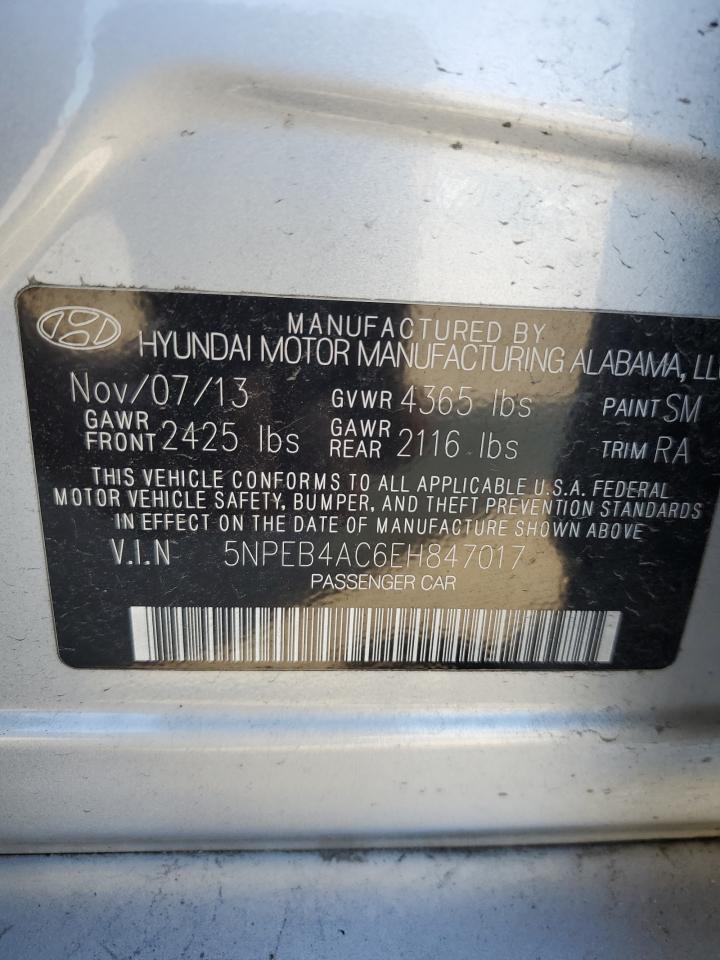 MANUFACTURED BY
HYUNDAI MOTOR MANUFACTURING ALABAMA, LLC
Nov/07/13 GVWR 4365 lbs PAINT SM
GAWR FRONT 2425 lbs GAWR REAR 2116 lbs TRIM RA
THIS VEHICLE CONFORMS TO ALL APPLICABLE U.S.A. FEDERAL
MOTOR VEHICLE SAFETY, BUMPER, AND THEFT PREVENTION STANDARDS
IN EFFECT ON THE DATE OF MANUFACTURE SHOWN ABOVE
V.I.N 5NPEB4AC6EH847017
PASSENGER CAR